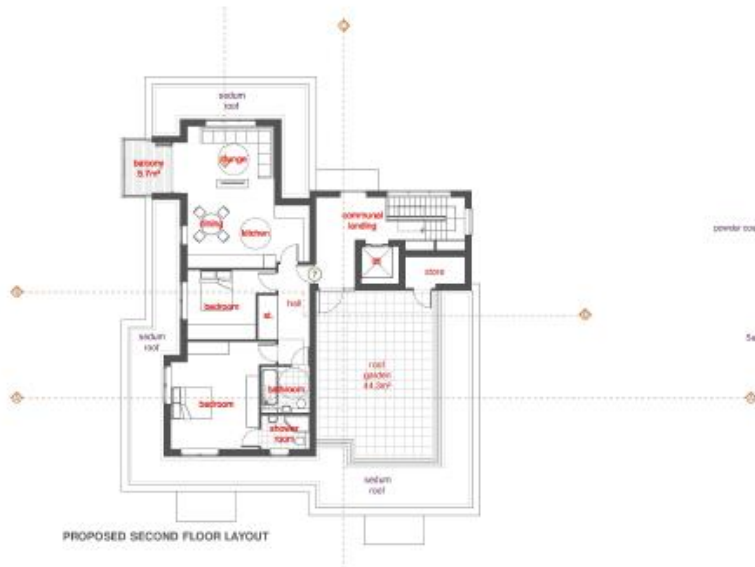 sedum
roof
balcony
5.7m²
lounge
dining
kitchen
communal
landing
lift
store
bedroom
st.
hall
7
sedum
roof
roof
garden
44.3m²
bedroom
bathroom
shower
room
sedum
roof
PROPOSED SECOND FLOOR LAYOUT